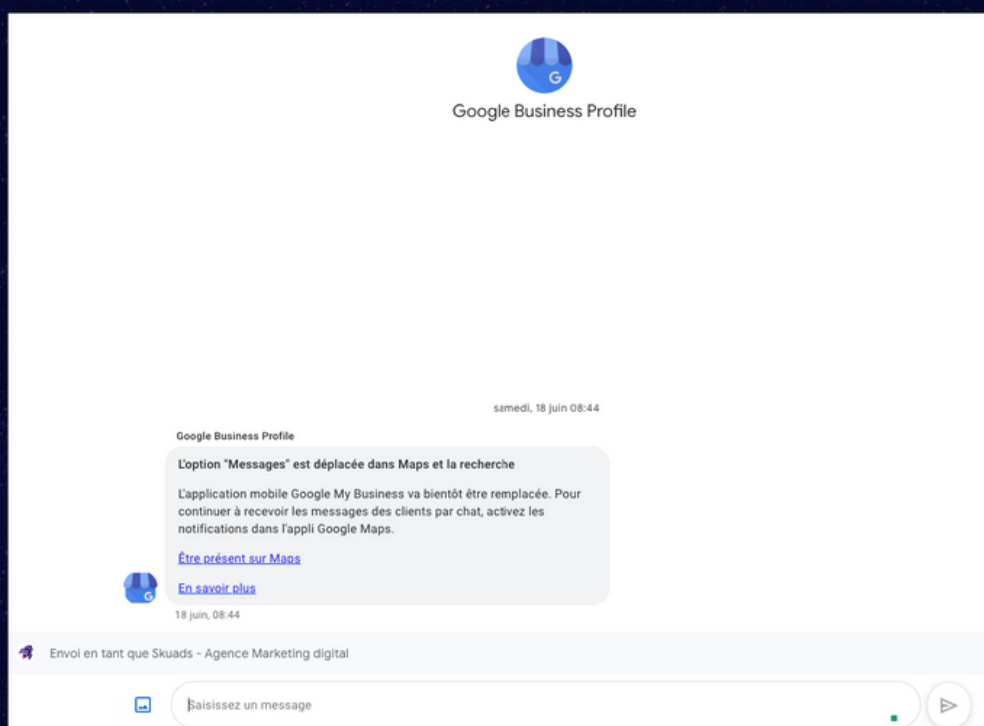 Google Business Profile
samedi, 18 juin 08:44
Google Business Profile
L'option "Messages" est déplacée dans Maps et la recherche
L'application mobile Google My Business va bientôt être remplacée. Pour
continuer à recevoir les messages des clients par chat, activez les
notifications dans l'appli Google Maps.
Être présent sur Maps
En savoir plus
18 juin, 08:44
Envoi en tant que Skuads - Agence Marketing digital
Saisissez un message